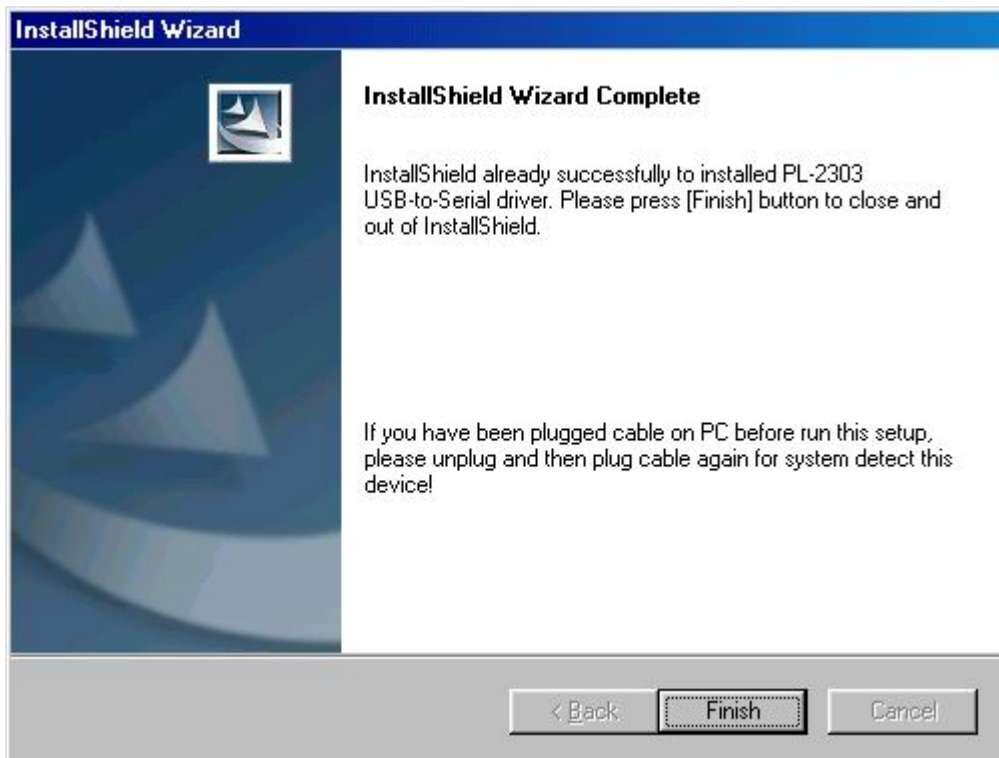 InstallShield Wizard
InstallShield Wizard Complete
InstallShield already successfully to installed PL-2303
USB-to-Serial driver. Please press [Finish] button to close and
out of InstallShield.
If you have been plugged cable on PC before run this setup,
please unplug and then plug cable again for system detect this
device!
< Back
Finish
Cancel